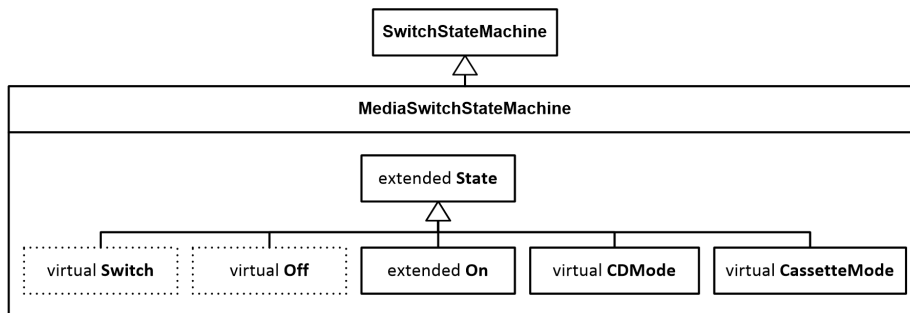 SwitchStateMachine
MediaSwitchStateMachine
extended State
virtual Switch
virtual Off
extended On
virtual CDMode
virtual CassetteMode